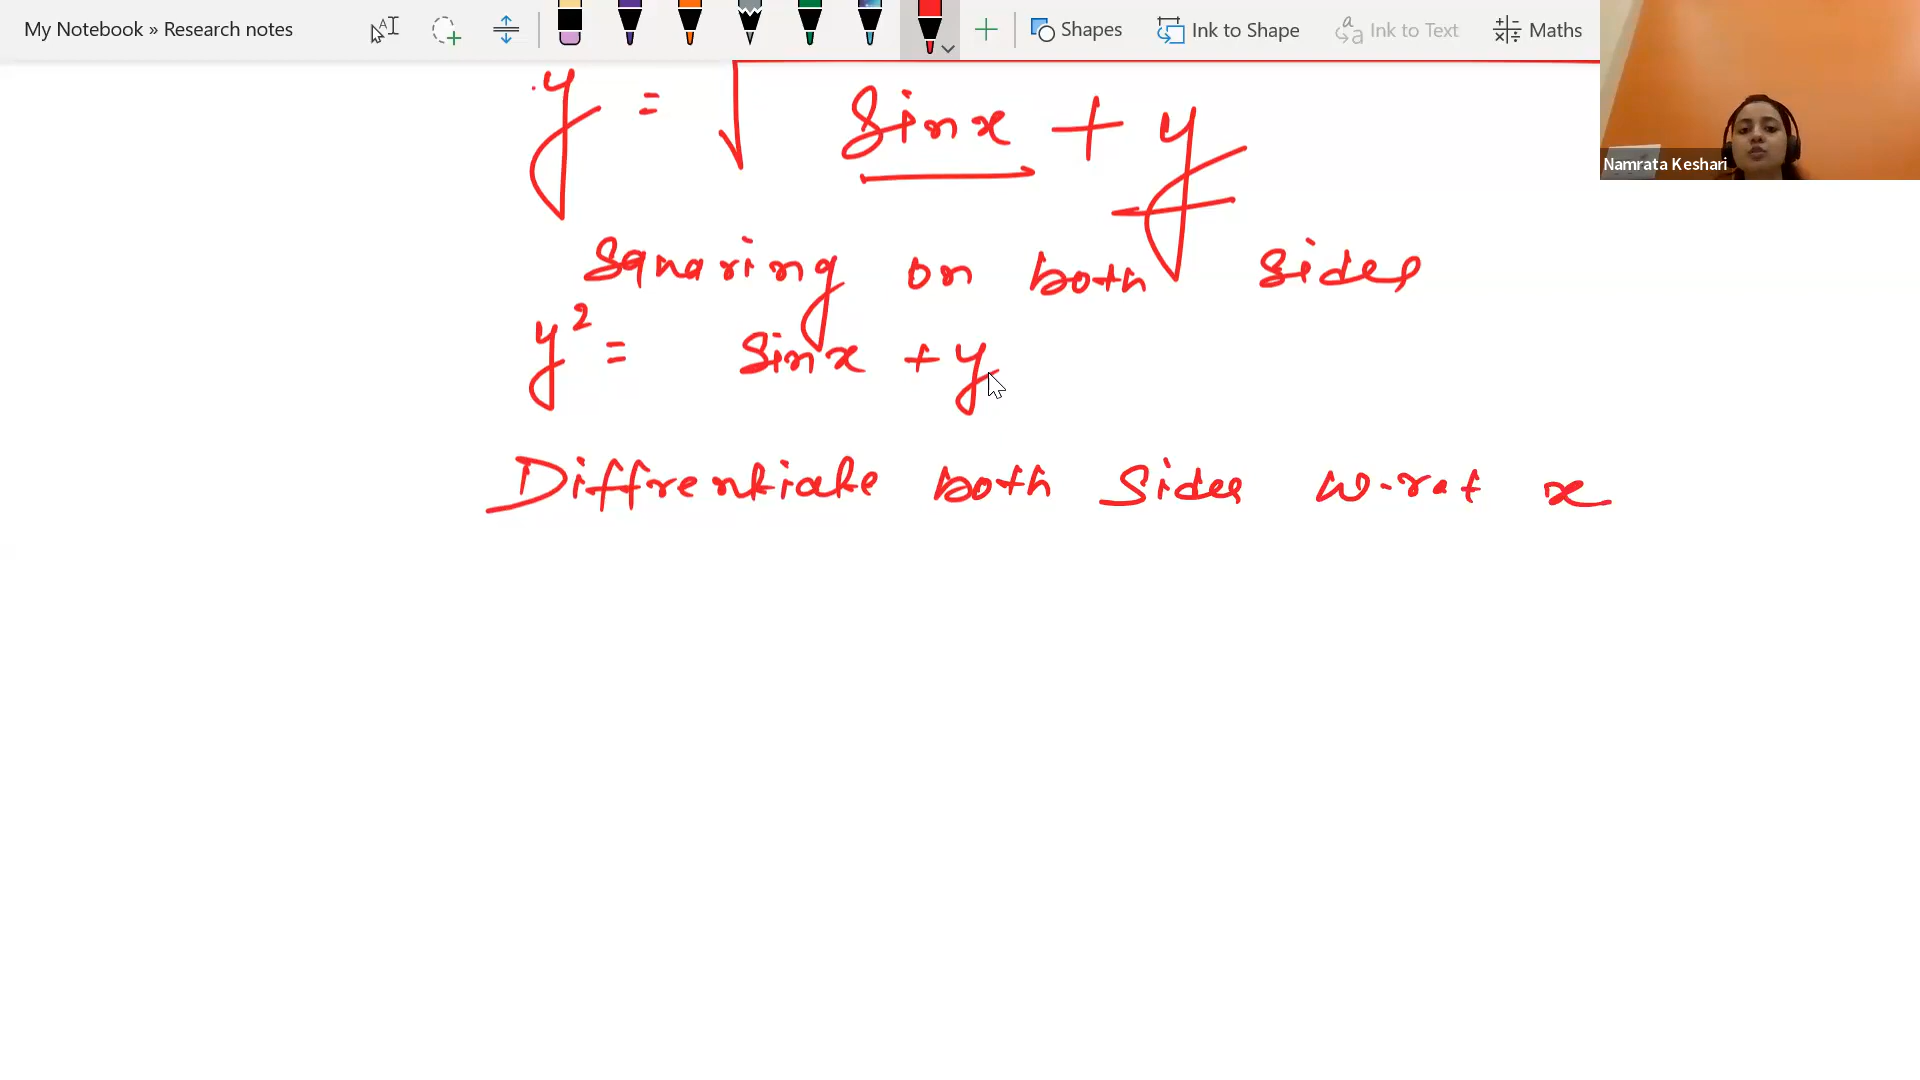 My Notebook » Research notes Shapes Ink to Shape Ink to Text Maths
y = √ sinx + y
Namrata Keshari
Squaring on both sides
y² = sinx + y
Diffrentiate both sides w.r.t x